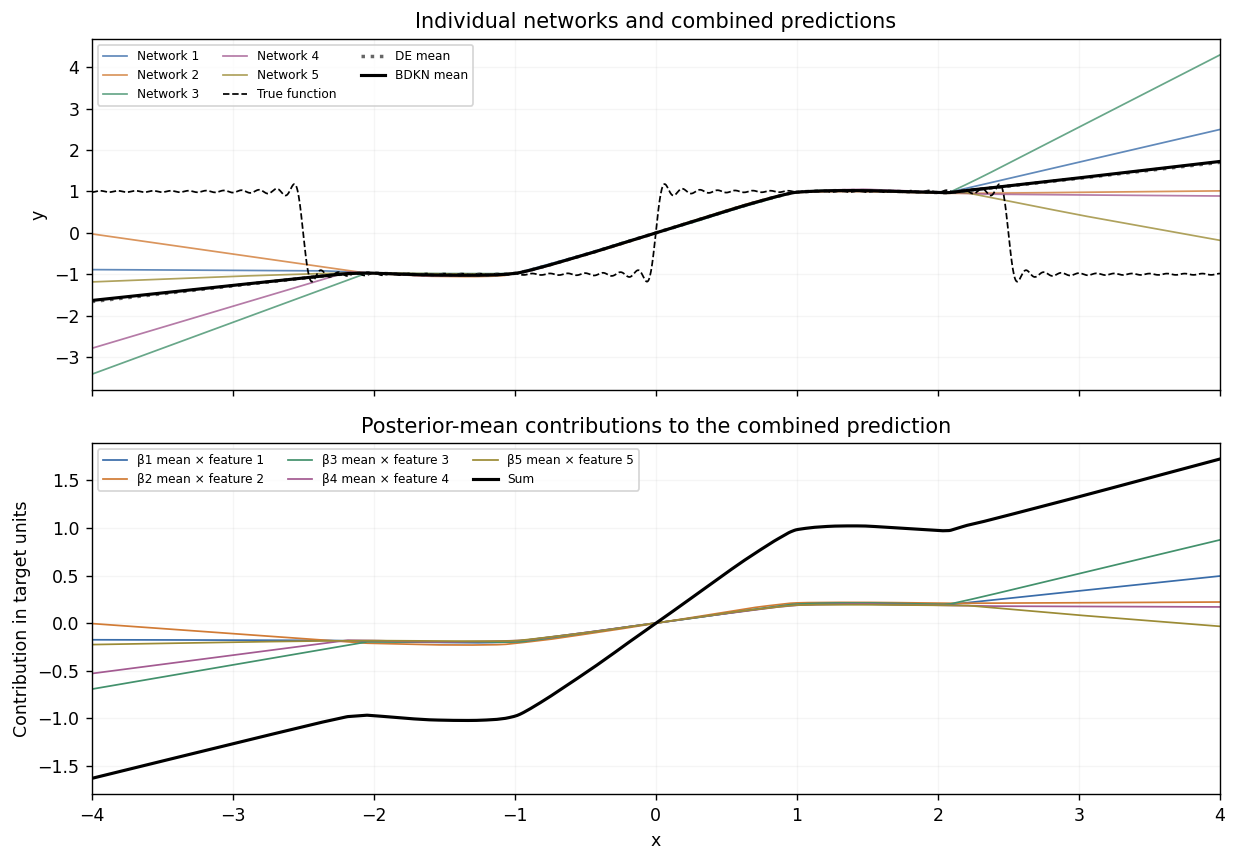 Individual networks and combined predictions
Network 1 Network 4 DE mean
Network 2 Network 5 BDKN mean
Network 3 True function
4
3
2
1
0
−1
−2
−3
y
Posterior-mean contributions to the combined prediction
β1 mean × feature 1 β3 mean × feature 3 β5 mean × feature 5
β2 mean × feature 2 β4 mean × feature 4 Sum
1.5
1.0
0.5
0.0
−0.5
−1.0
−1.5
Contribution in target units
−4 −3 −2 −1 0 1 2 3 4
x